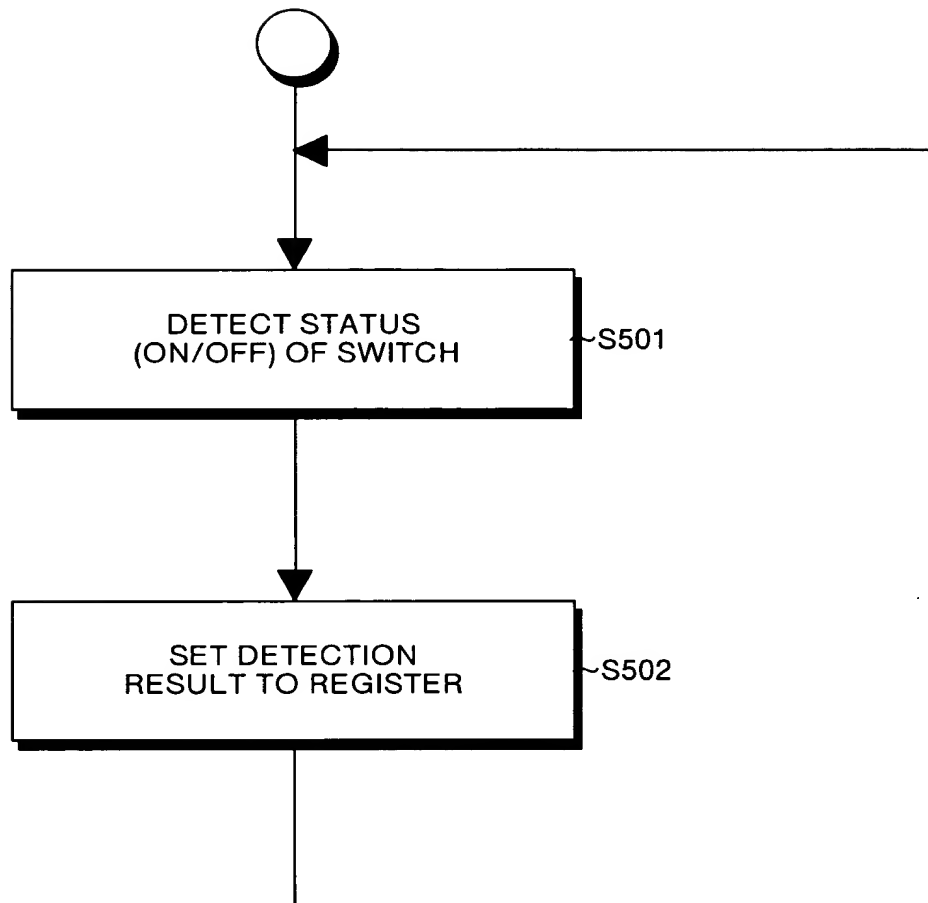 DETECT STATUS
(ON/OFF) OF SWITCH
~S501
SET DETECTION
RESULT TO REGISTER
~S502